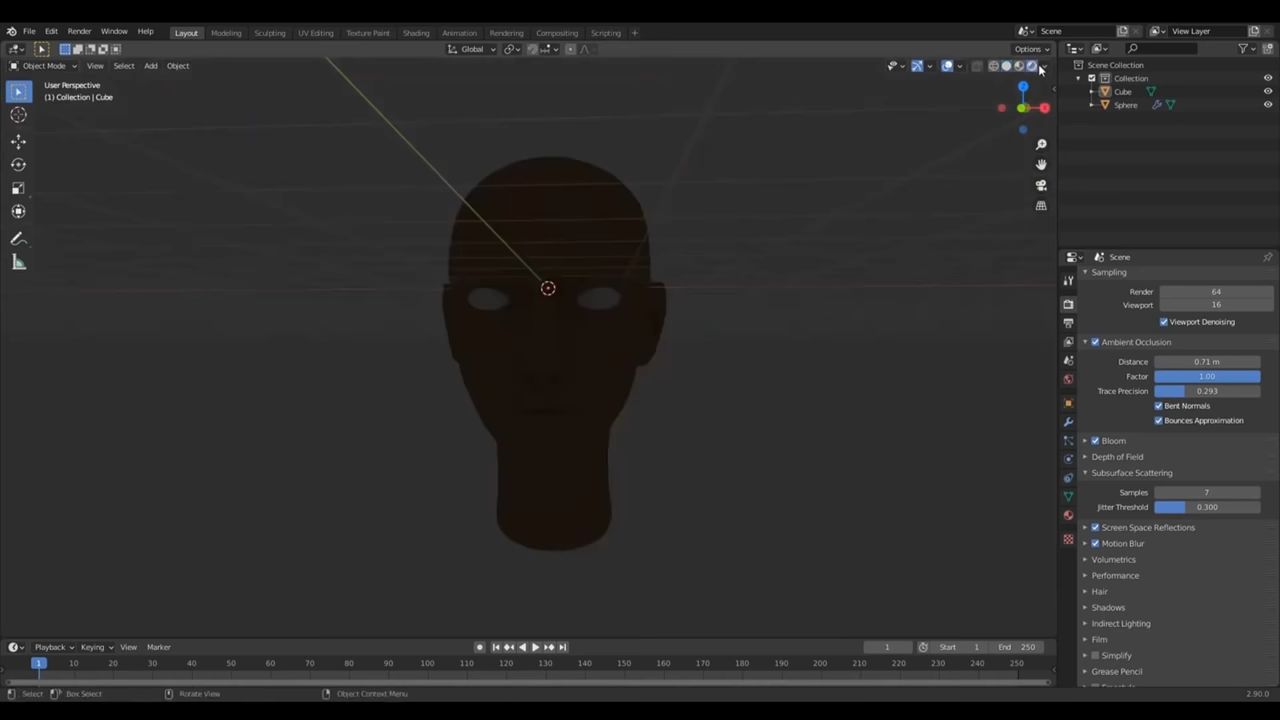 File Edit Render Window Help Layout Modeling Sculpting UV Editing Texture Paint Shading Animation Rendering Compositing Scripting + Scene View Layer
Global Options
Object Mode View Select Add Object
User Perspective
(1) Collection | Cube
Scene Collection
Collection
Cube
Sphere
Scene
Sampling
Render 64
Viewport 16
Viewport Denoising
Ambient Occlusion
Distance 0.71 m
Factor 1.00
Trace Precision 0.293
Bent Normals
Bounces Approximation
Bloom
Depth of Field
Subsurface Scattering
Samples 7
Jitter Threshold 0.300
Screen Space Reflections
Motion Blur
Volumetrics
Performance
Hair
Shadows
Indirect Lighting
Film
Simplify
Grease Pencil
Playback Keying View Marker 1 Start 1 End 250
1 10 20 30 40 50 60 70 80 90 100 110 120 130 140 150 160 170 180 190 200 210 220 230 240 250
Select Box Select Rotate View Object Context Menu 2.90.0